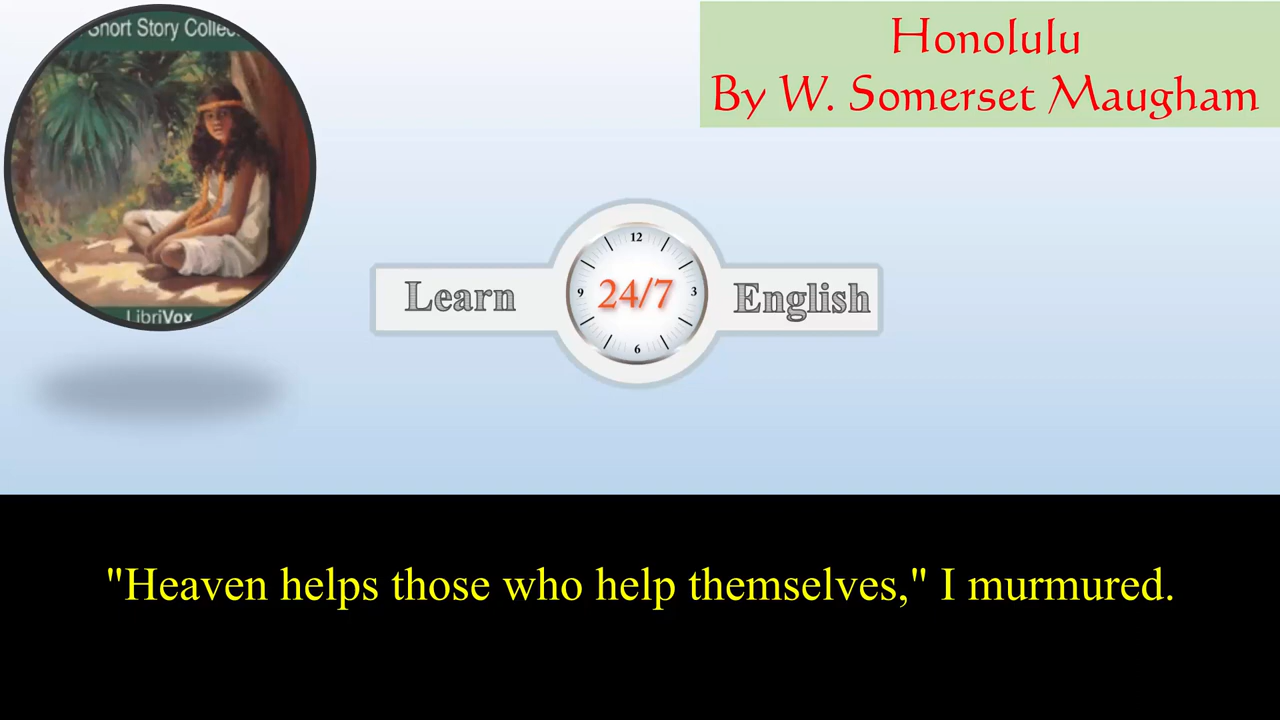 Short Story Collec
LibriVox
Honolulu
By W. Somerset Maugham
Learn 24/7 English
12
3
6
9
"Heaven helps those who help themselves," I murmured.